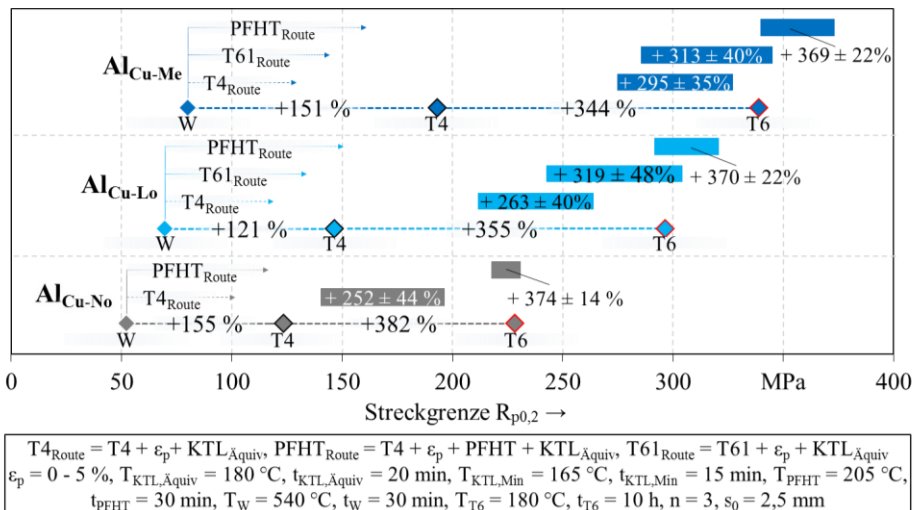 PFHT_Route
T61_Route
+ 313 ± 40% + 369 ± 22%
Al_Cu-Me
T4_Route
+ 295 ± 35%
+151 % +344 %
W T4 T6
PFHT_Route
T61_Route
+ 319 ± 48% + 370 ± 22%
Al_Cu-Lo
T4_Route
+ 263 ± 40%
+121 % +355 %
W T4 T6
PFHT_Route
Al_Cu-No
T4_Route
+ 252 ± 44 % + 374 ± 14 %
+155 % +382 %
W T4 T6
0 50 100 150 200 250 300 MPa 400
Streckgrenze R_p0,2 →
T4_Route = T4 + ε_p+ KTL_Äquiv, PFHT_Route = T4 + ε_p + PFHT + KTL_Äquiv, T61_Route = T61 + ε_p + KTL_Äquiv
ε_p = 0 - 5 %, T_KTL,Äquiv = 180 °C, t_KTL,Äquiv = 20 min, T_KTL,Min = 165 °C, t_KTL,Min = 15 min, T_PFHT = 205 °C,
t_PFHT = 30 min, T_W = 540 °C, t_W = 30 min, T_T6 = 180 °C, t_T6 = 10 h, n = 3, s_0 = 2,5 mm